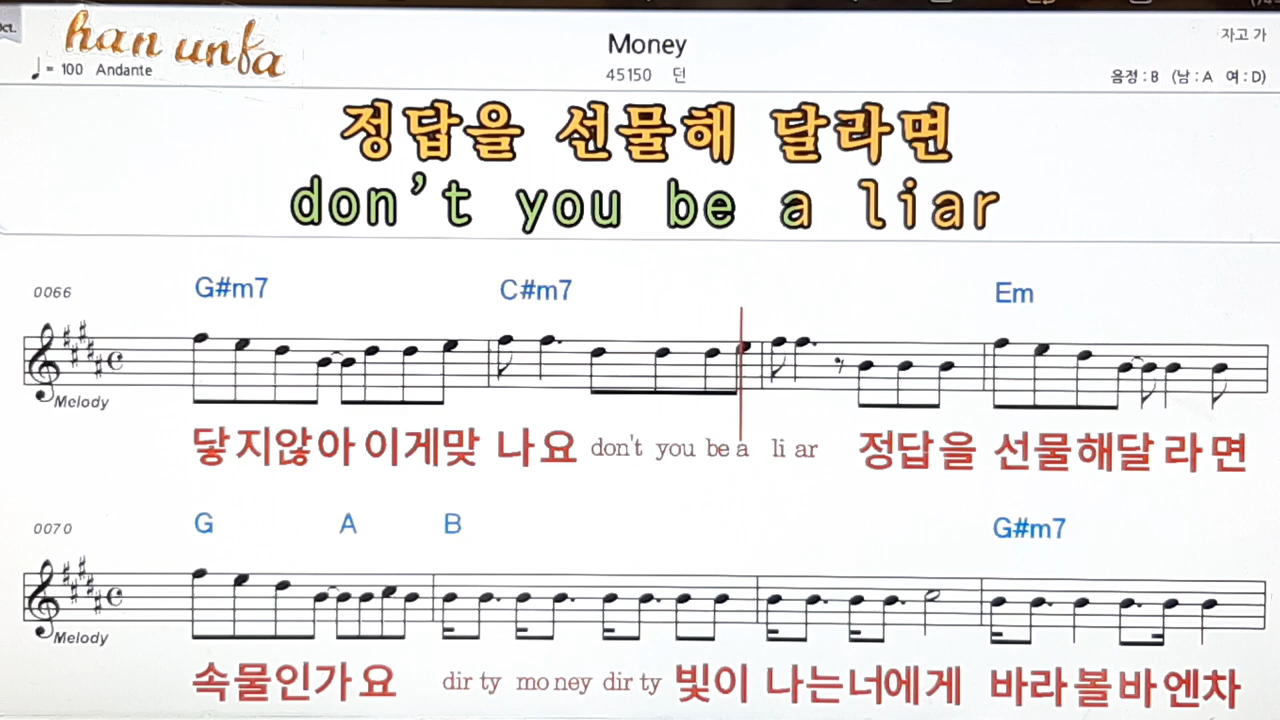 han unfa
♩ = 100 Andante
Money
45150 던
자고 가
음정 : B (남 : A 여 : D)
정답을 선물해 달라면
don't you be a liar
0066
G#m7 C#m7 Em
Melody
닿지않아 이게맞 나요 don't you be a li ar 정답을 선물해달 라면
0070
G A B G#m7
Melody
속물인가요 dir ty mo ney dir ty 빛이 나는너에게 바라볼바엔차